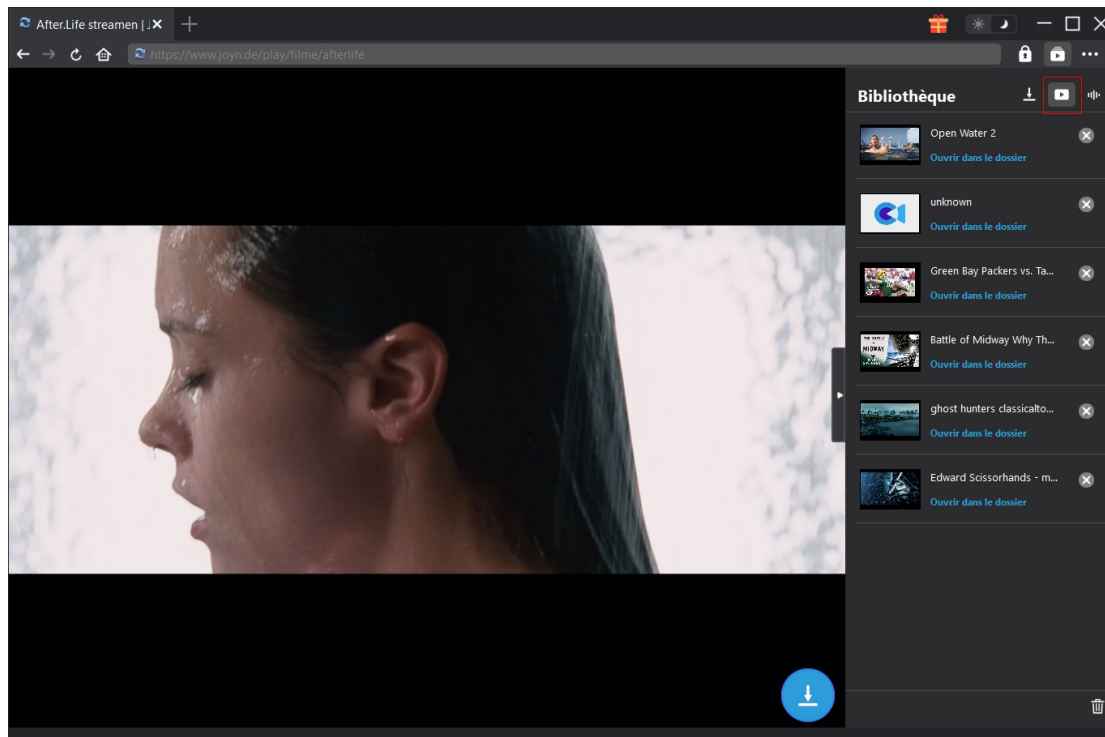 After.Life streamen | J
https://www.joyn.de/play/filme/afterlife
Bibliothèque
Open Water 2
Ouvrir dans le dossier
unknown
Ouvrir dans le dossier
Green Bay Packers vs. Ta...
Ouvrir dans le dossier
Battle of Midway Why Th...
Ouvrir dans le dossier
ghost hunters classicalto...
Ouvrir dans le dossier
Edward Scissorhands - m...
Ouvrir dans le dossier